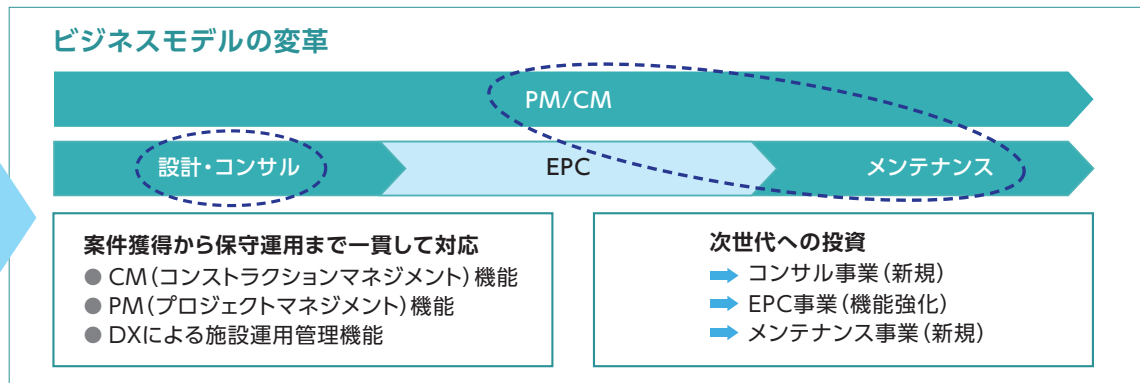 ビジネスモデルの変革
PM/CM
設計・コンサル
EPC
メンテナンス
案件獲得から保守運用まで一貫して対応
● CM（コンストラクションマネジメント）機能
● PM（プロジェクトマネジメント）機能
● DXによる施設運用管理機能
次世代への投資
コンサル事業（新規）
EPC事業（機能強化）
メンテナンス事業（新規）